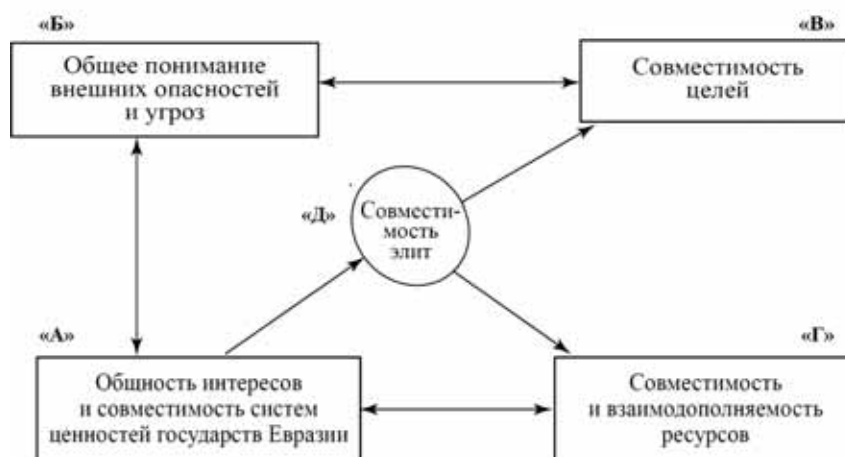 «Б»
Общее понимание
внешних опасностей
и угроз
«В»
Совместимость
целей
«Д»
Совмести-
мость
элит
«А»
Общность интересов
и совместимость систем
ценностей государств Евразии
«Г»
Совместимость
и взаимодополняемость
ресурсов